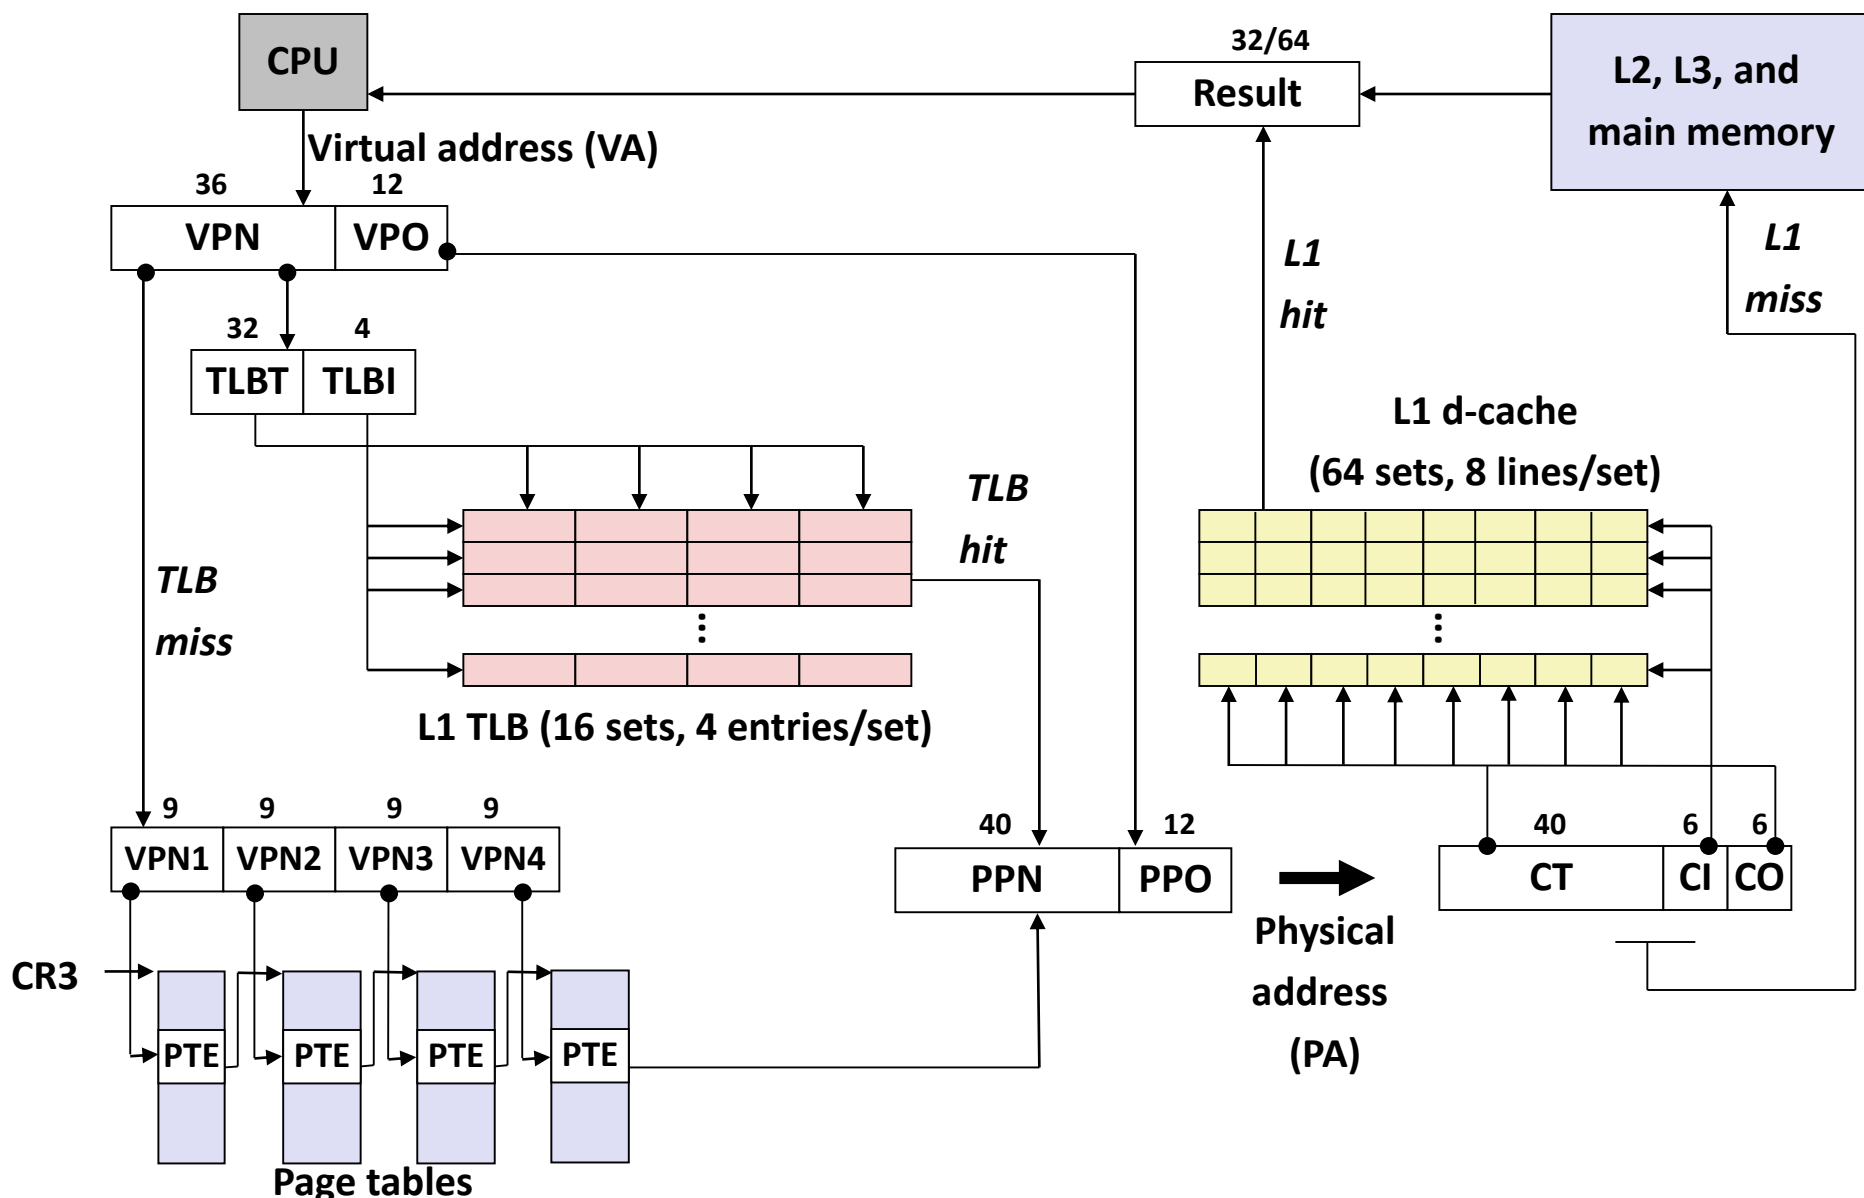 CPU
32/64
Result
L2, L3, and
main memory
Virtual address (VA)
36
12
VPN
VPO
L1
hit
L1
miss
32
4
TLBT
TLBI
L1 d-cache
(64 sets, 8 lines/set)
TLB
hit
TLB
miss
...
...
L1 TLB (16 sets, 4 entries/set)
9
9
9
9
VPN1
VPN2
VPN3
VPN4
40
12
PPN
PPO
40
6
6
CT
CI
CO
Physical
address
(PA)
CR3
PTE
PTE
PTE
PTE
Page tables